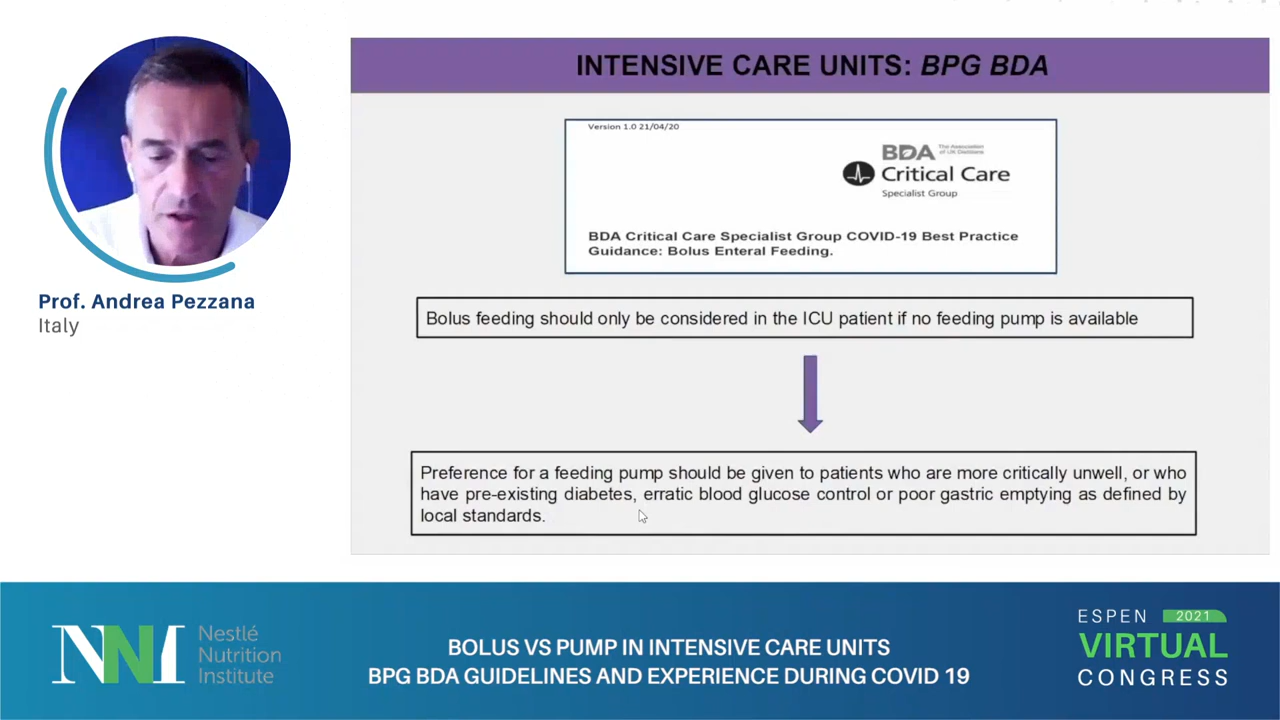 INTENSIVE CARE UNITS: BPG BDA
Version 1.0 21/04/20
BDA The Association
of UK Dietitians
Critical Care
Specialist Group
BDA Critical Care Specialist Group COVID-19 Best Practice
Guidance: Bolus Enteral Feeding.
Bolus feeding should only be considered in the ICU patient if no feeding pump is available
Preference for a feeding pump should be given to patients who are more critically unwell, or who
have pre-existing diabetes, erratic blood glucose control or poor gastric emptying as defined by
local standards.
Prof. Andrea Pezzana
Italy
NNI
Nestlé
Nutrition
Institute
BOLUS VS PUMP IN INTENSIVE CARE UNITS
BPG BDA GUIDELINES AND EXPERIENCE DURING COVID 19
ESPEN 2021
VIRTUAL
CONGRESS